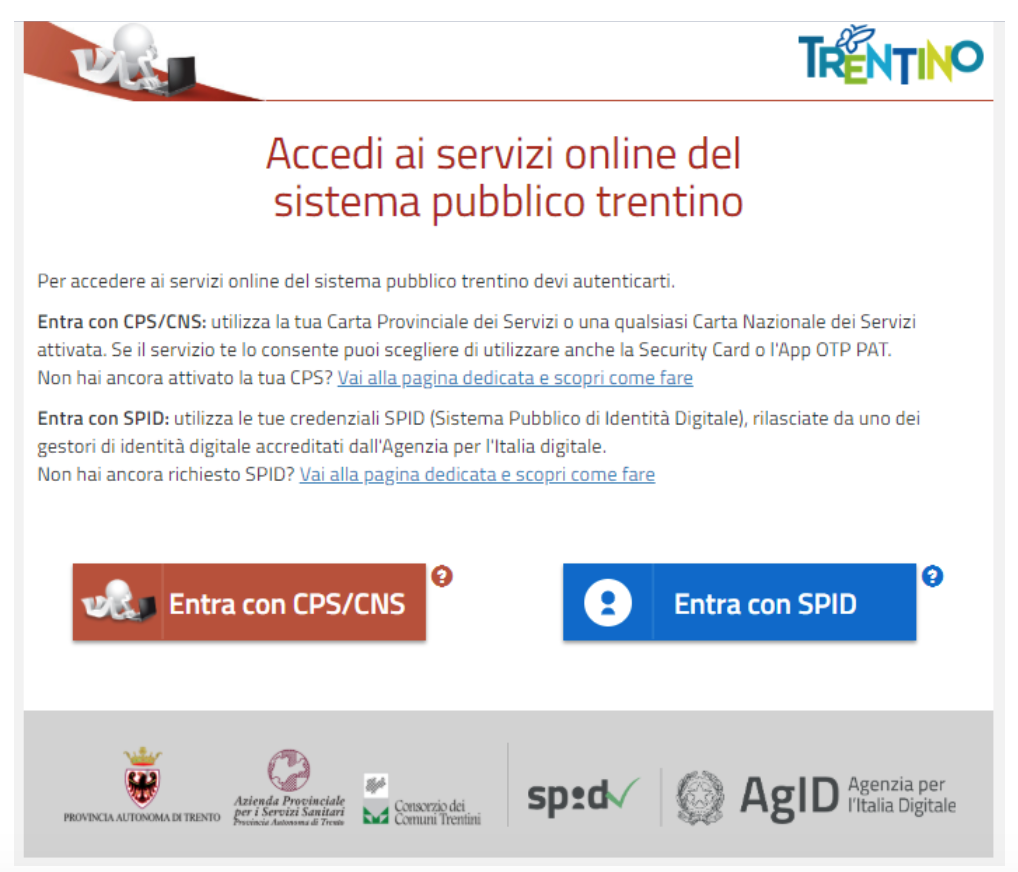 TRENTINO
Accedi ai servizi online del
sistema pubblico trentino
Per accedere ai servizi online del sistema pubblico trentino devi autenticarti.
Entra con CPS/CNS: utilizza la tua Carta Provinciale dei Servizi o una qualsiasi Carta Nazionale dei Servizi
attivata. Se il servizio te lo consente puoi scegliere di utilizzare anche la Security Card o l'App OTP PAT.
Non hai ancora attivato la tua CPS? Vai alla pagina dedicata e scopri come fare
Entra con SPID: utilizza le tue credenziali SPID (Sistema Pubblico di Identità Digitale), rilasciate da uno dei
gestori di identità digitale accreditati dall'Agenzia per l'Italia digitale.
Non hai ancora richiesto SPID? Vai alla pagina dedicata e scopri come fare
Entra con CPS/CNS
?
Entra con SPID
?
PROVINCIA AUTONOMA DI TRENTO
Azienda Provinciale
per i Servizi Sanitari
Provincia Autonoma di Trento
Consorzio dei
Comuni Trentini
spid
AgID
Agenzia per
l'Italia Digitale